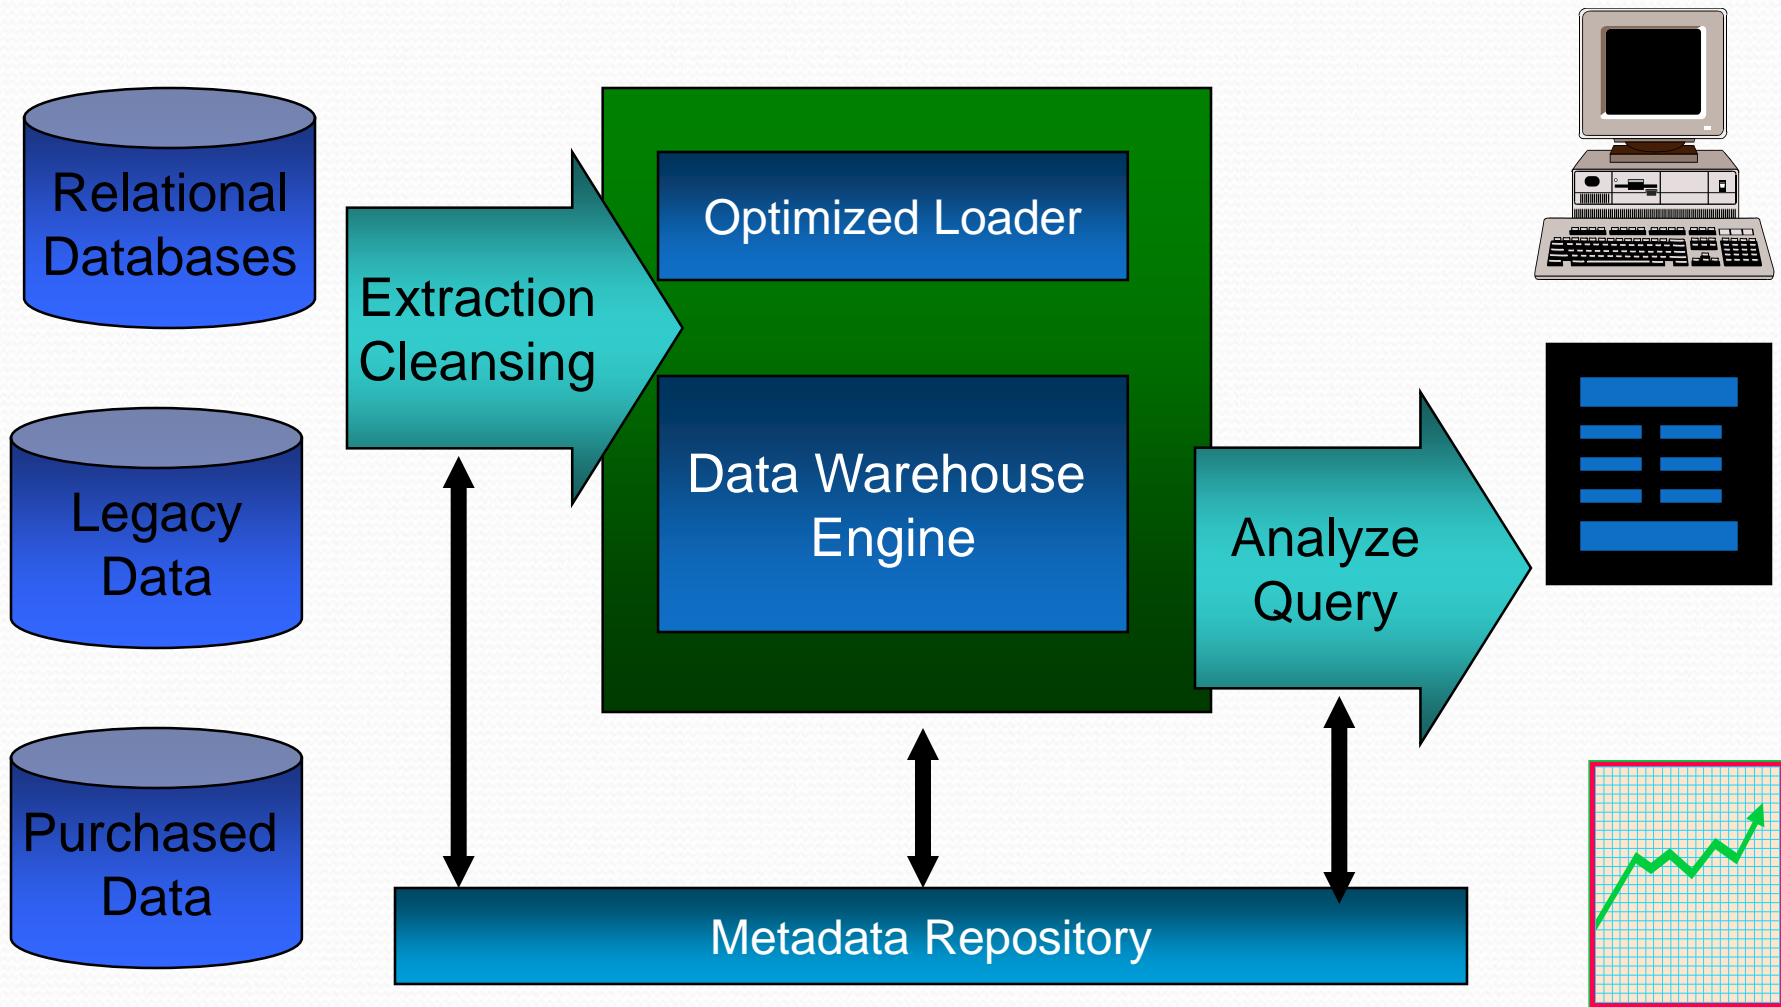 Relational
Databases
Legacy
Data
Purchased
Data
Extraction
Cleansing
Optimized Loader
Data Warehouse
Engine
Analyze
Query
Metadata Repository